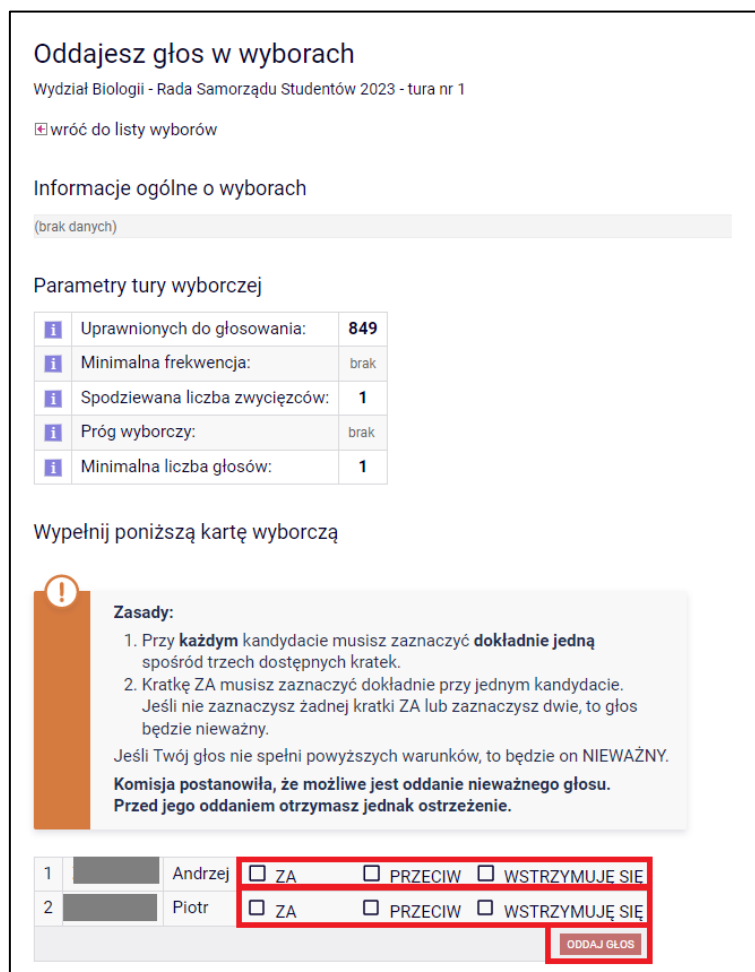 Oddajesz głos w wyborach
Wydział Biologii - Rada Samorządu Studentów 2023 - tura nr 1
wróć do listy wyborów
Informacje ogólne o wyborach
(brak danych)
Parametry tury wyborczej
i Uprawnionych do głosowania: 849
i Minimalna frekwencja: brak
i Spodziewana liczba zwycięzców: 1
i Próg wyborczy: brak
i Minimalna liczba głosów: 1
Wypełnij poniższą kartę wyborczą
!
Zasady:
1. Przy każdym kandydacie musisz zaznaczyć dokładnie jedną
spośród trzech dostępnych kratek.
2. Kratkę ZA musisz zaznaczyć dokładnie przy jednym kandydacie.
Jeśli nie zaznaczysz żadnej kratki ZA lub zaznaczysz dwie, to głos
będzie nieważny.
Jeśli Twój głos nie spełni powyższych warunków, to będzie on NIEWAŻNY.
Komisja postanowiła, że możliwe jest oddanie nieważnego głosu.
Przed jego oddaniem otrzymasz jednak ostrzeżenie.
1 Andrzej ZA PRZECIW WSTRZYMUJĘ SIĘ
2 Piotr ZA PRZECIW WSTRZYMUJĘ SIĘ
ODDAJ GŁOS